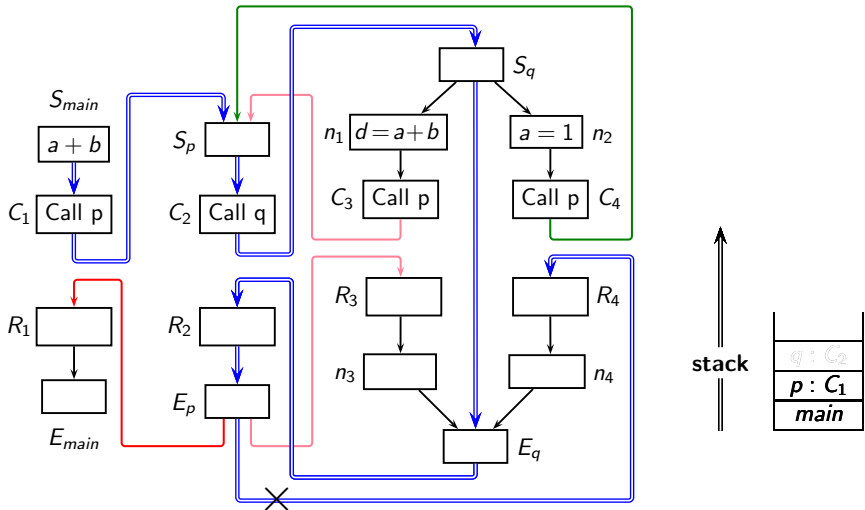 S_q
S_main
a + b
S_p
n_1 d = a + b
a = 1 n_2
C_1 Call p
C_2 Call q
C_3 Call p
Call p C_4
R_1
R_2
R_3
R_4
n_3
n_4
E_p
E_main
E_q
stack
q : C_2
p : C_1
main